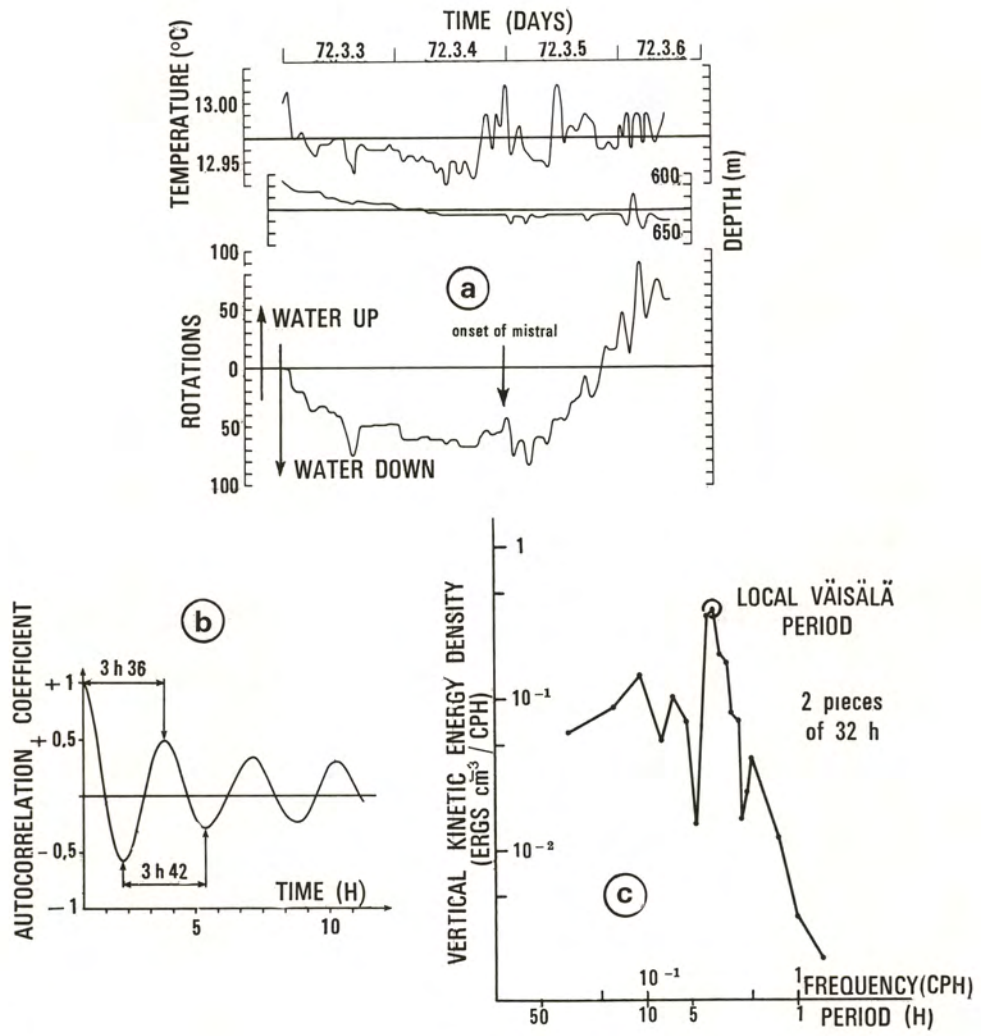 TIME (DAYS)
72.3.3 72.3.4 72.3.5 72.3.6
TEMPERATURE (°C)
13.00
12.95
600
650
DEPTH (m)
100
50
0
50
100
ROTATIONS
a
WATER UP
onset of mistral
WATER DOWN
b
AUTOCORRELATION COEFFICIENT
+1
+ 0,5
- 0,5
-1
3 h 36
3 h 42
TIME (H)
5 10
VERTICAL KINETIC ENERGY DENSITY
(ERGS cm³ / CPH)
1
10⁻¹
10⁻²
LOCAL VÄISÄLÄ
PERIOD
2 pieces
of 32 h
c
10⁻¹ 1 FREQUENCY (CPH)
50 10 5 1 PERIOD (H)